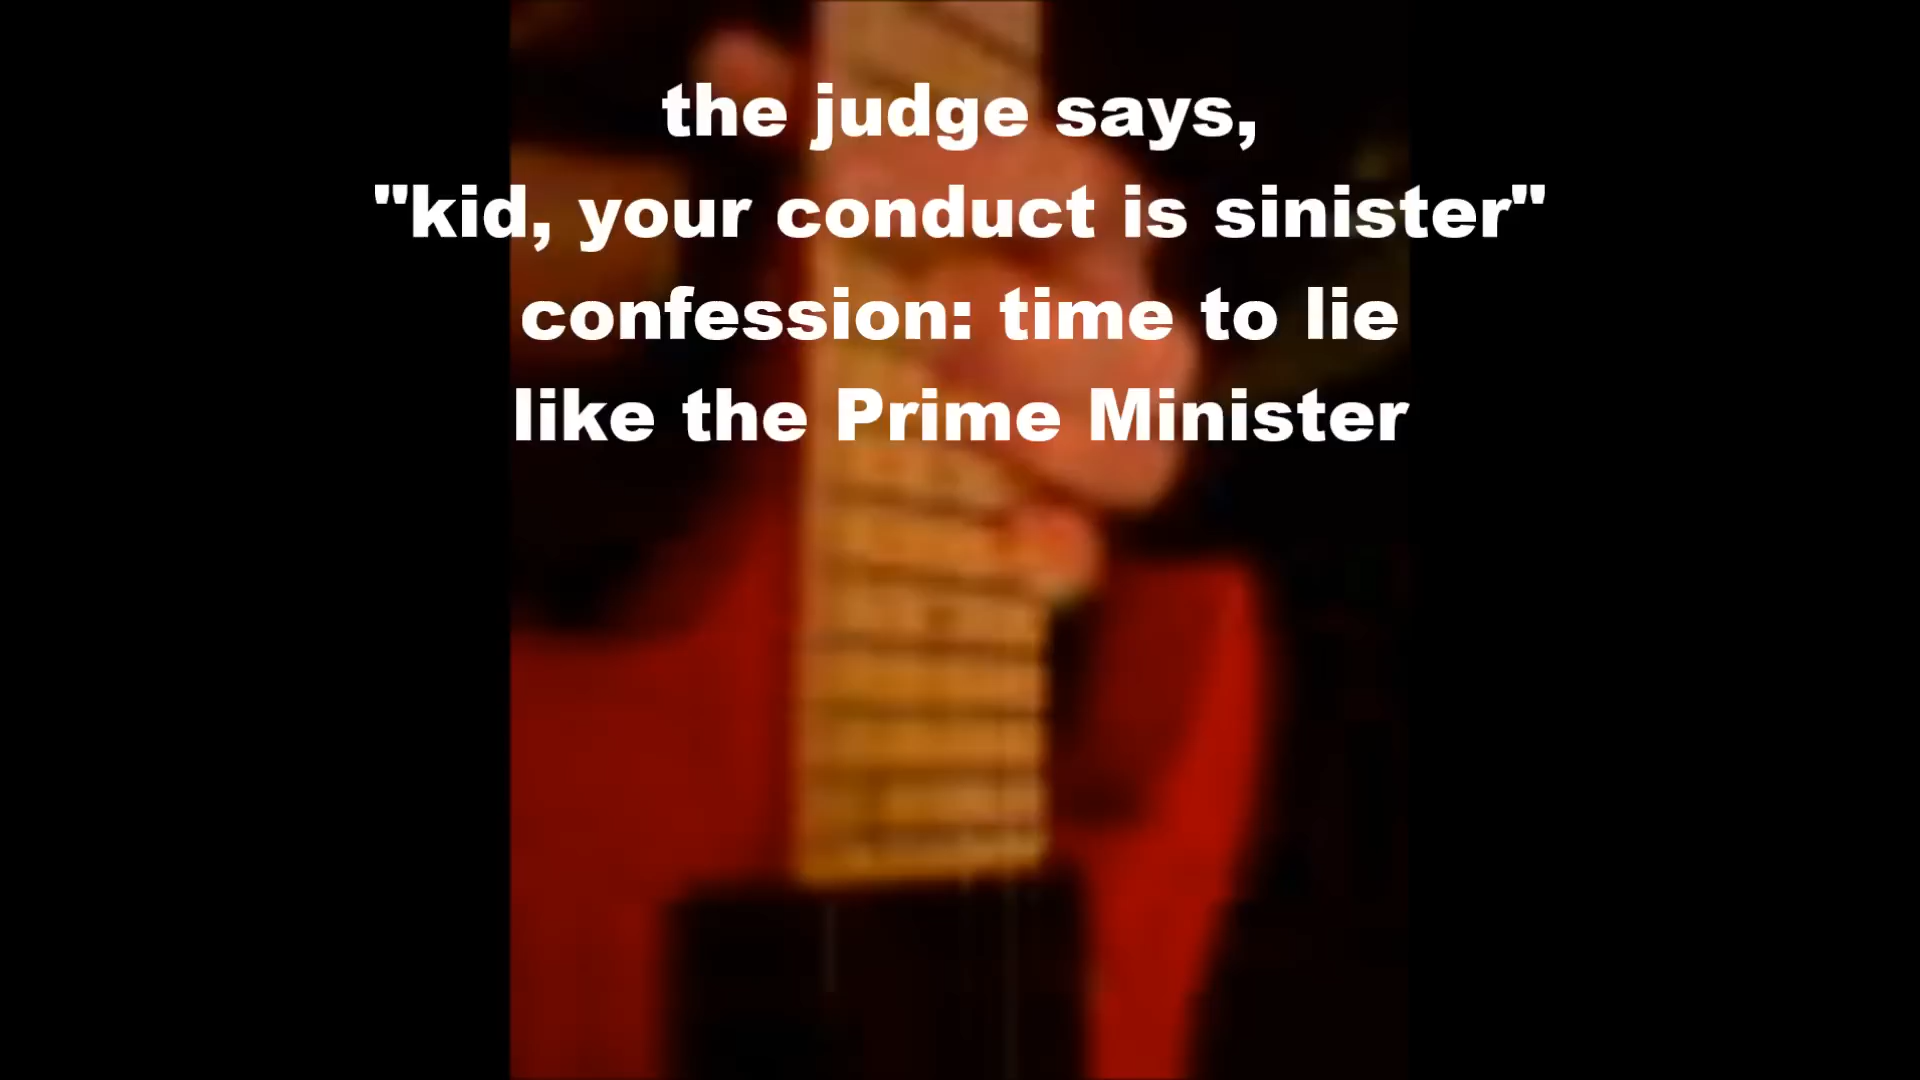 the judge says,
"kid, your conduct is sinister"
confession: time to lie
like the Prime Minister